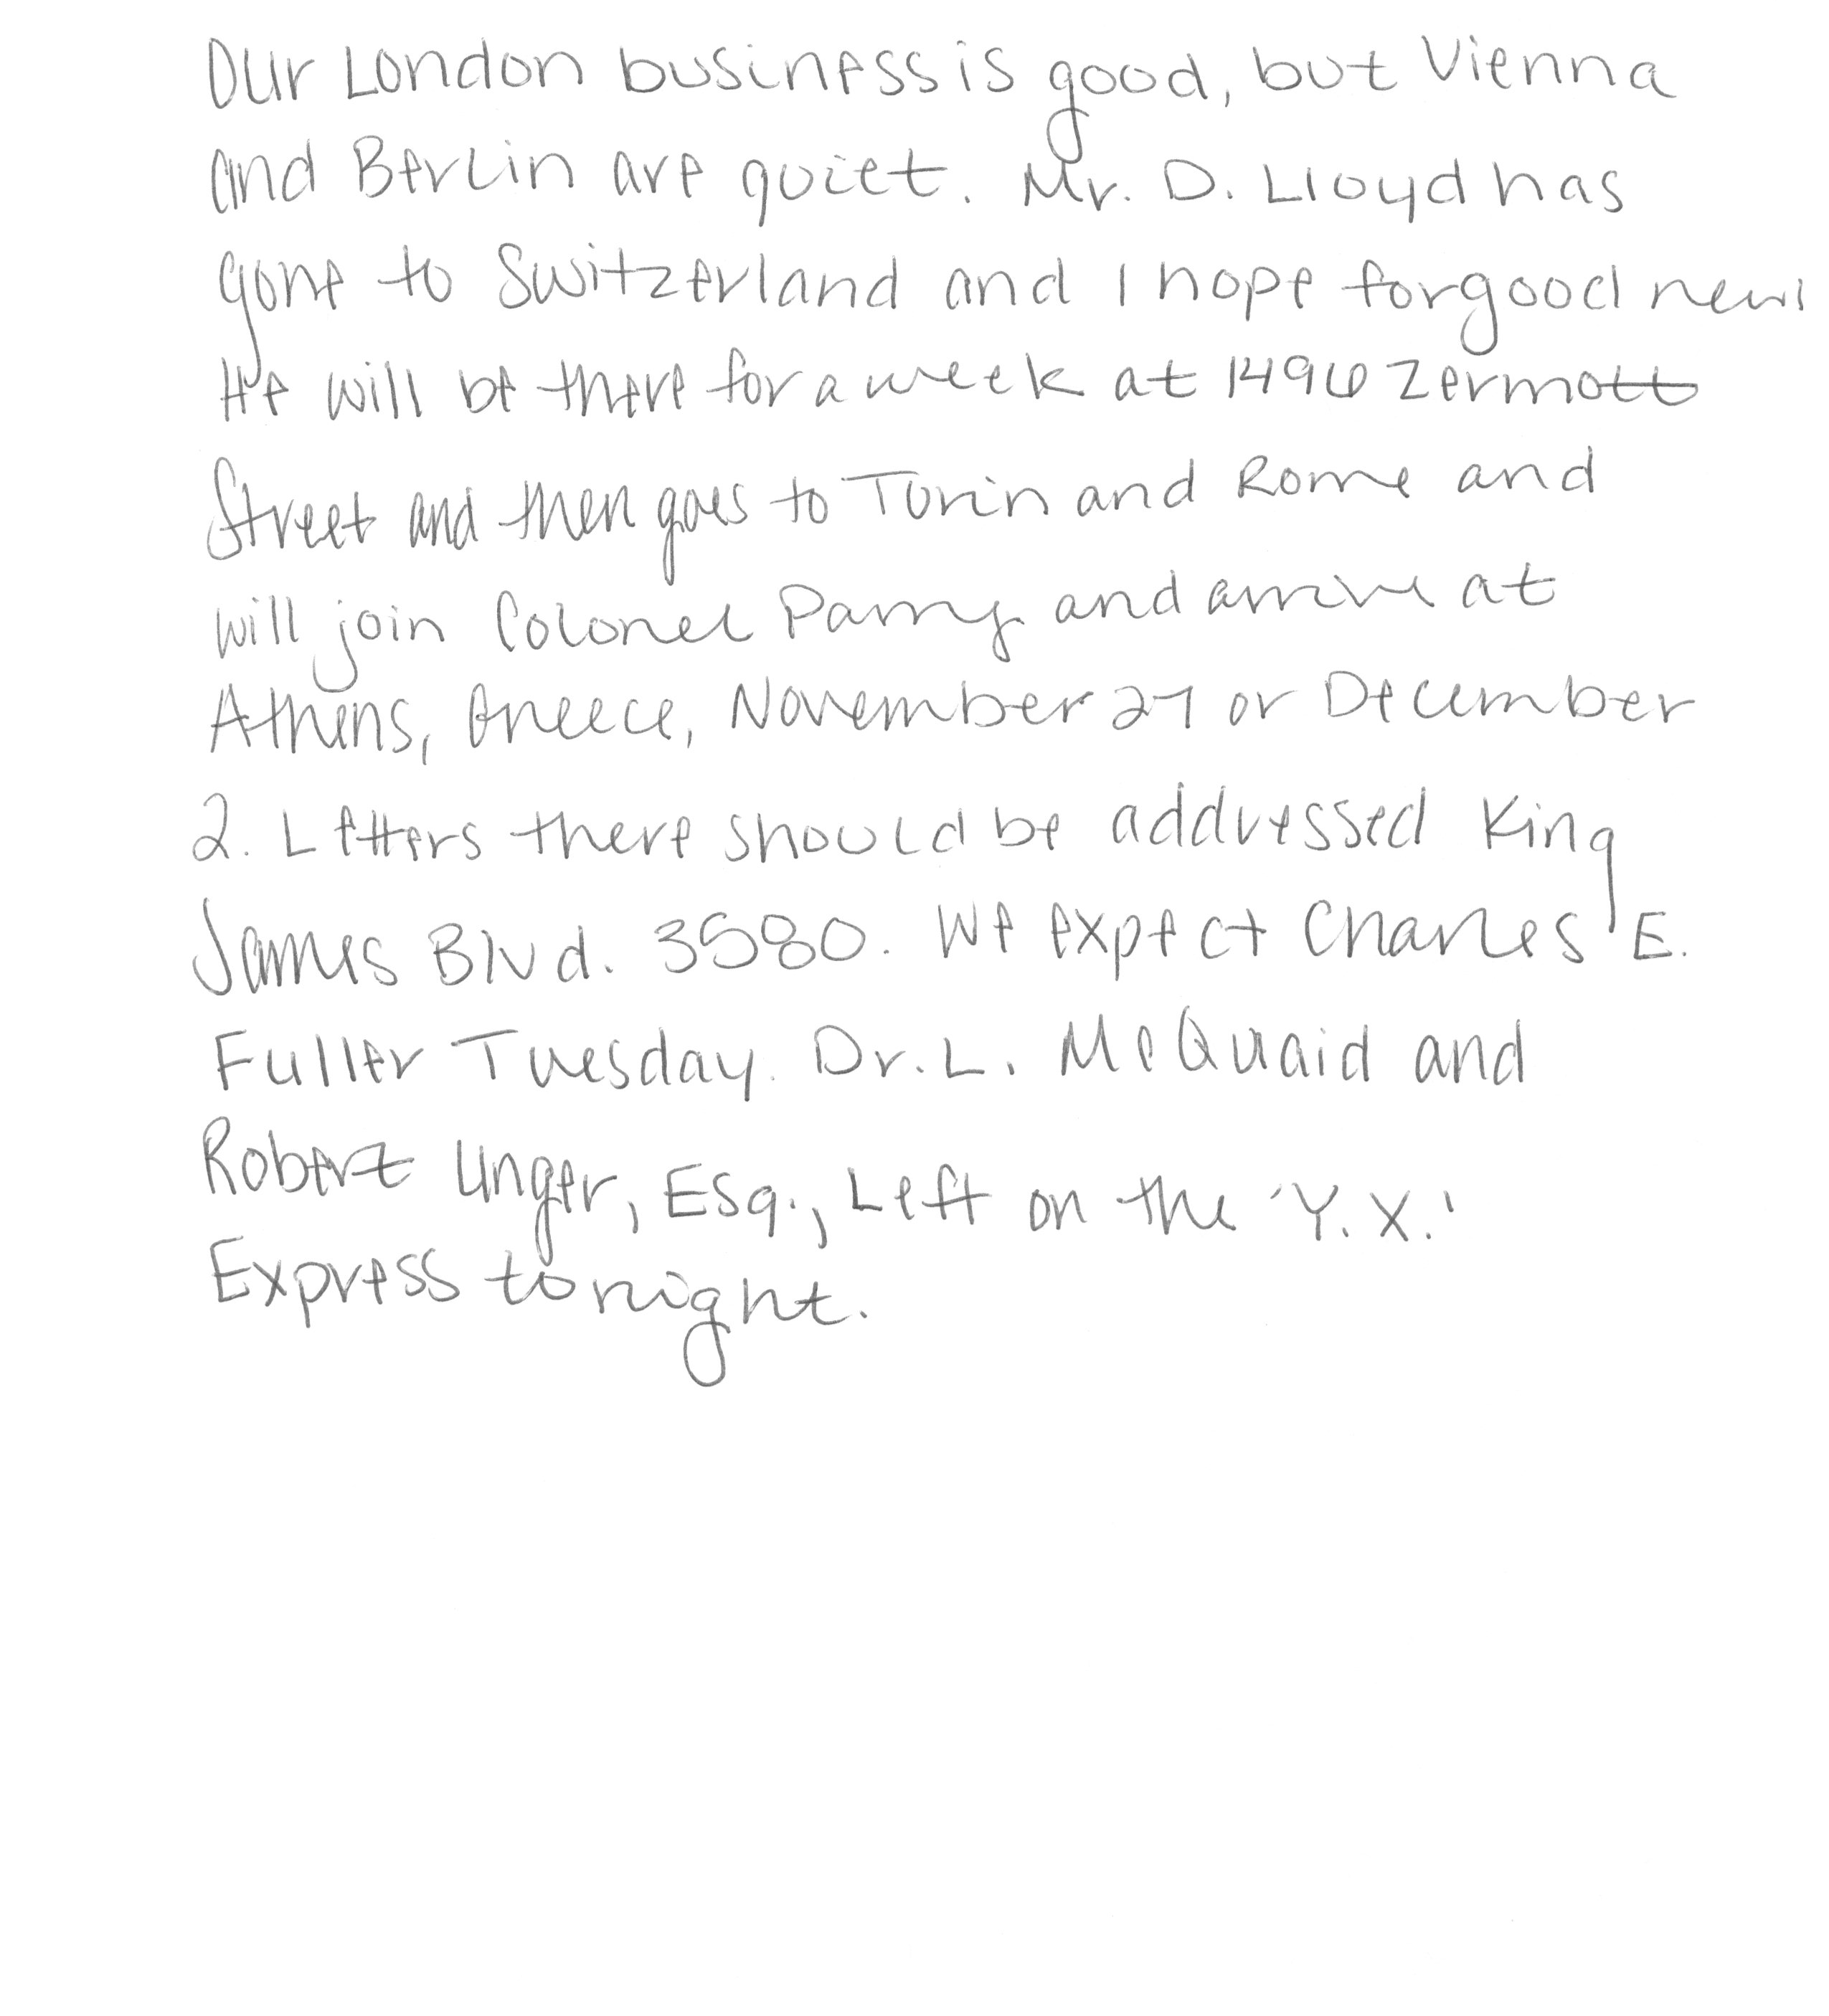 Our London business is good, but Vienna
and Berlin are quiet. Mr. D. Lloyd has
gone to Switzerland and I hope for good news
He will be there for a week at 1496 Zermott
Street and then goes to Turin and Rome and
will join Colonel Parry and arrive at
Athens, Greece, November 27 or December
2. Letters there should be addressed King
James Blvd. 3580. We expect Charles E.
Fuller Tuesday. Dr. L. McQuaid and
Robert Unger, Esq., Left on the 'Y.X.'
Express tonight.